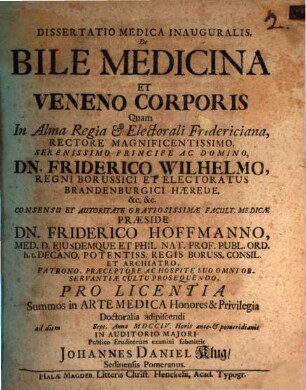 2.
DISSERTATIO MEDICA INAUGURALIS,
De
BILE MEDICINA
ET
VENENO CORPORIS
Quam
In Alma Regia & Electorali Fridericiana,
RECTORE MAGNIFICENTISSIMO,
SERENISSIMO PRINCIPE AC DOMINO,
DN. FRIDERICO WILHELMO,
REGNI BORUSSICI ET ELECTORATUS
BRANDENBURGICI HÆREDE,
&c. &c.
CONSENSU ET AUTORITATE GRATIOSISSIMÆ FACULT. MEDICÆ
PRÆSIDE
DN. FRIDERICO HOFFMANNO,
MED. D. EJUSDEMQUE ET PHIL. NAT. PROF. PUBL. ORD.
h.t. DECANO, POTENTISS. REGIS BORUSS. CONSIL.
ET ARCHIATRO,
PATRONO, PRÆCEPTORE AC HOSPITE SUO OMNI OB-
SERVANTIÆ CULTU PROSEQUENDO,
PRO LICENTIA
Summos in ARTE MEDICA Honores & Privilegia
Doctoralia adipiscendi
ad diem Sept. Anno MDCCIV. Horis ante- & pomeridianis
IN AUDITORIO MAJORI
Publico Eruditorum examini submittit
JOHANNES DANIEL Klug/
Sedinensis Pomeranus.
HALÆ MAGDEB. Litteris Christ. Henckelii, Acad. Typogr.